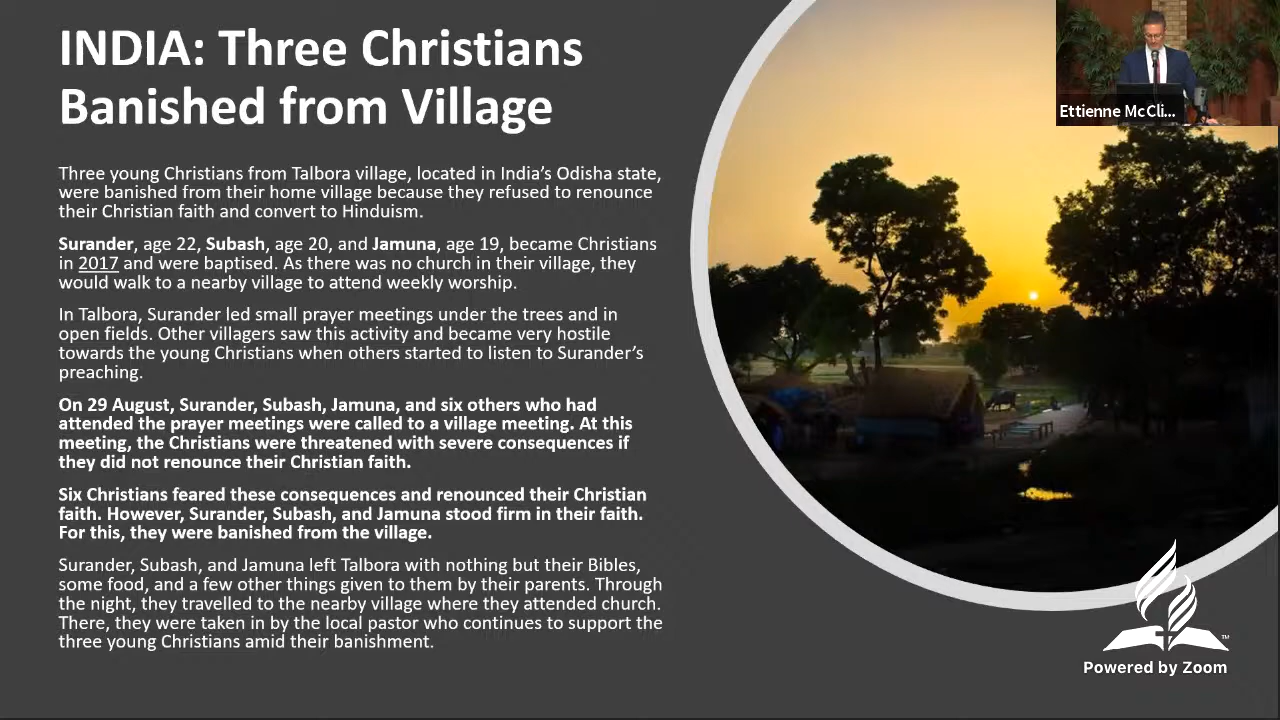 INDIA: Three Christians
Banished from Village
Three young Christians from Talbora village, located in India’s Odisha state,
were banished from their home village because they refused to renounce
their Christian faith and convert to Hinduism.
Surander, age 22, Subash, age 20, and Jamuna, age 19, became Christians
in 2017 and were baptised. As there was no church in their village, they
would walk to a nearby village to attend weekly worship.
In Talbora, Surander led small prayer meetings under the trees and in
open fields. Other villagers saw this activity and became very hostile
towards the young Christians when others started to listen to Surander’s
preaching.
On 29 August, Surander, Subash, Jamuna, and six others who had
attended the prayer meetings were called to a village meeting. At this
meeting, the Christians were threatened with severe consequences if
they did not renounce their Christian faith.
Six Christians feared these consequences and renounced their Christian
faith. However, Surander, Subash, and Jamuna stood firm in their faith.
For this, they were banished from the village.
Surander, Subash, and Jamuna left Talbora with nothing but their Bibles,
some food, and a few other things given to them by their parents. Through
the night, they travelled to the nearby village where they attended church.
There, they were taken in by the local pastor who continues to support the
three young Christians amid their banishment.
Ettienne McCli...
TM
Powered by Zoom